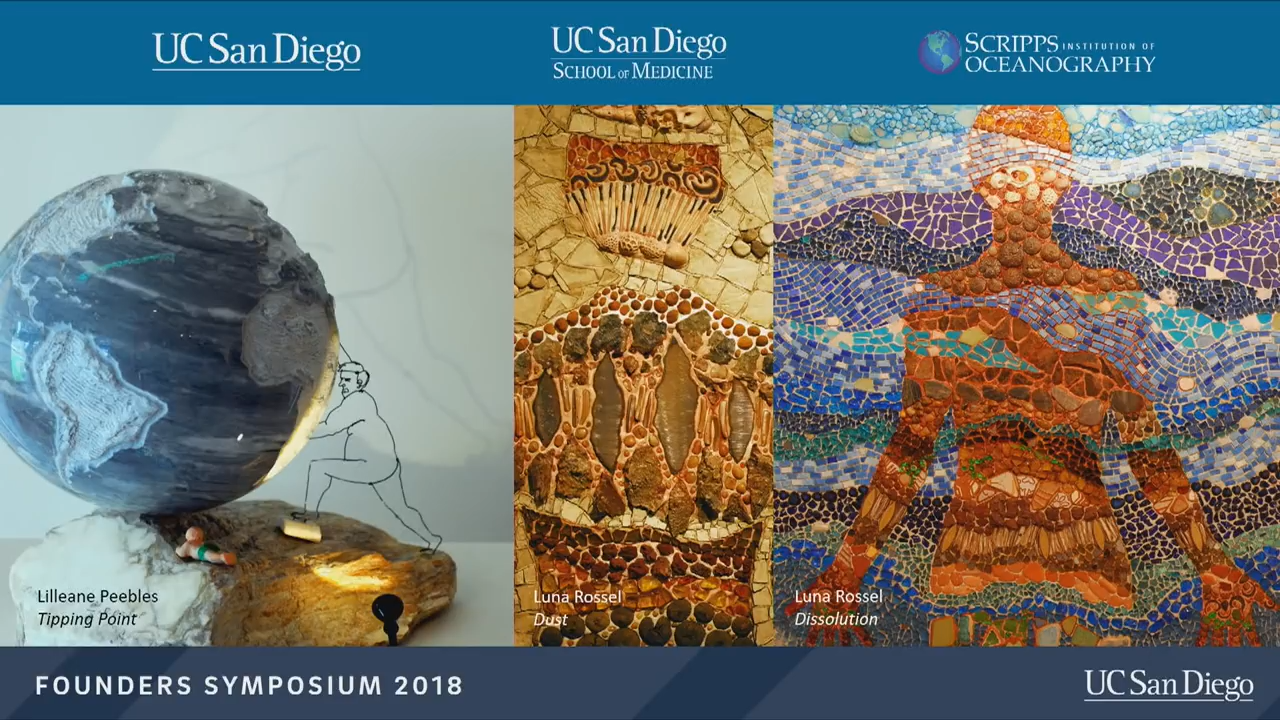 UC San Diego
UC San Diego
SCHOOL OF MEDICINE
SCRIPPS INSTITUTION OF
OCEANOGRAPHY
Lilleane Peebles
Tipping Point
Luna Rossel
Dust
Luna Rossel
Dissolution
FOUNDERS SYMPOSIUM 2018
UC San Diego